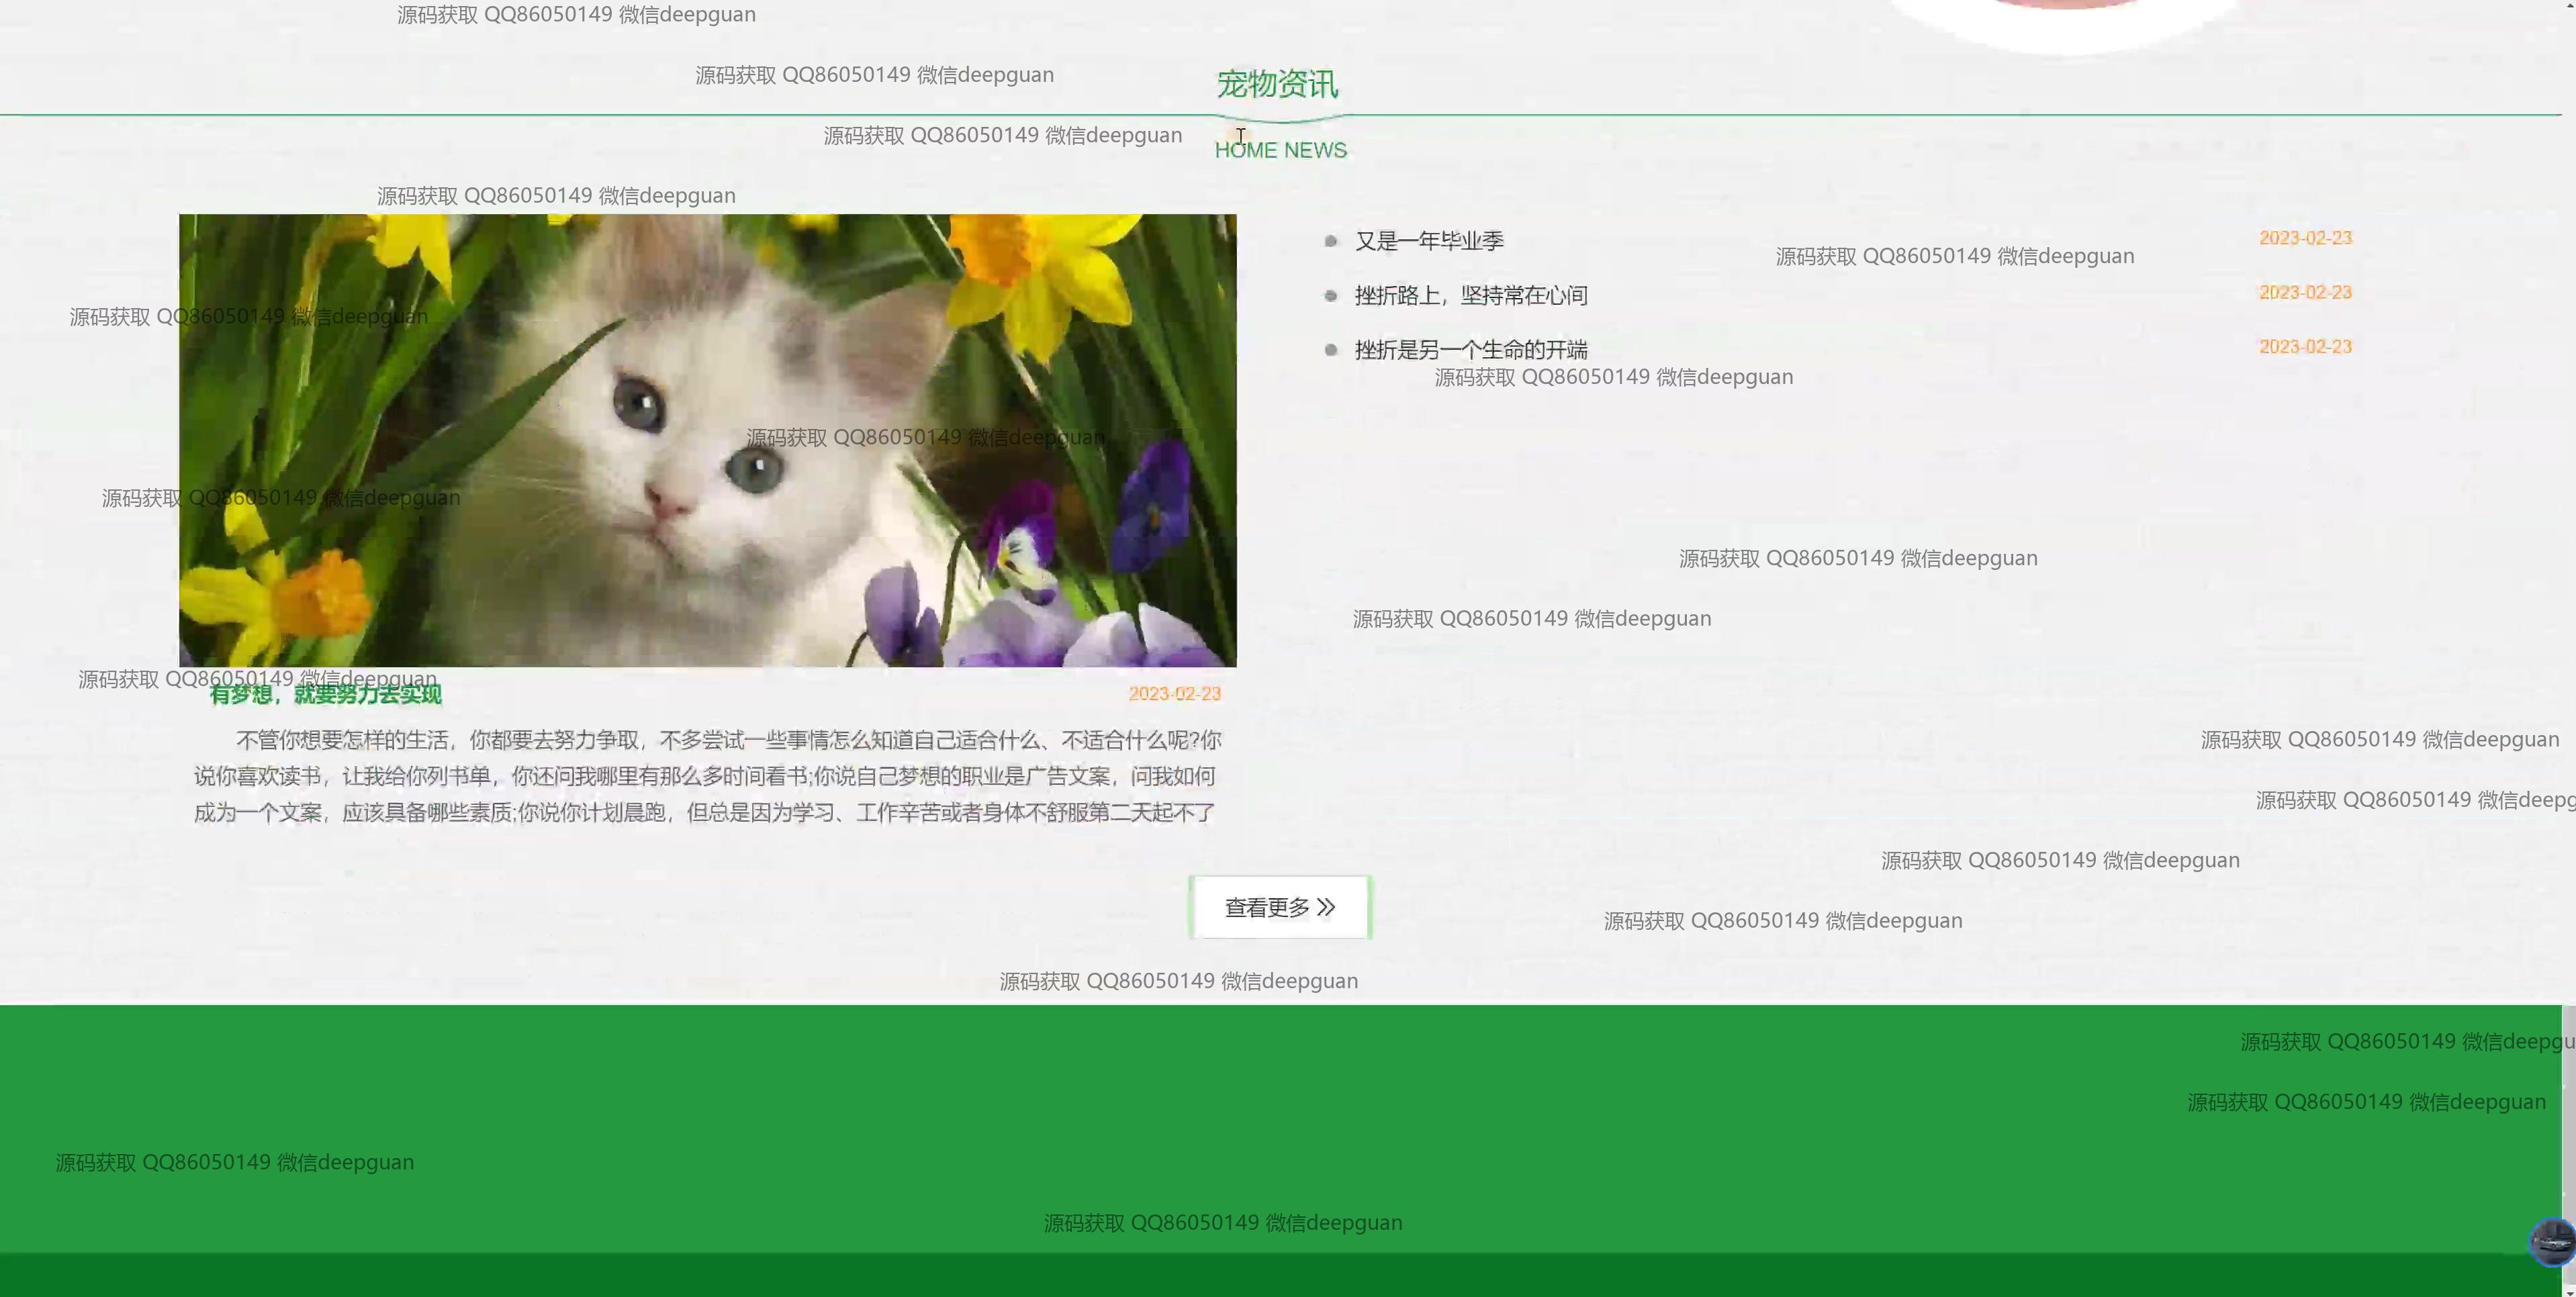 源码获取 QQ86050149 微信deepguan
源码获取 QQ86050149 微信deepguan
宠物资讯
源码获取 QQ86050149 微信deepguan
HOME NEWS
源码获取 QQ86050149 微信deepguan
又是一年毕业季
2023-02-23
源码获取 QQ86050149 微信deepguan
挫折路上，坚持常在心间
2023-02-23
源码获取 QQ86050149 微信deepguan
挫折是另一个生命的开端
2023-02-23
源码获取 QQ86050149 微信deepguan
源码获取 QQ86050149 微信deepguan
源码获取 QQ86050149 微信deepguan
源码获取 QQ86050149 微信deepguan
源码获取 QQ86050149 微信deepguan
源码获取 QQ86050149 微信deepguan
有梦想，就要努力去实现
2023-02-23
不管你想要怎样的生活，你都要去努力争取，不多尝试一些事情怎么知道自己适合什么、不适合什么呢?你
说你喜欢读书，让我给你列书单，你还问我哪里有那么多时间看书;你说自己梦想的职业是广告文案，问我如何
成为一个文案，应该具备哪些素质;你说你计划晨跑，但总是因为学习、工作辛苦或者身体不舒服第二天起不了
源码获取 QQ86050149 微信deepguan
源码获取 QQ86050149 微信deepg
源码获取 QQ86050149 微信deepguan
查看更多
源码获取 QQ86050149 微信deepguan
源码获取 QQ86050149 微信deepguan
源码获取 QQ86050149 微信deepgu
源码获取 QQ86050149 微信deepguan
源码获取 QQ86050149 微信deepguan
源码获取 QQ86050149 微信deepguan